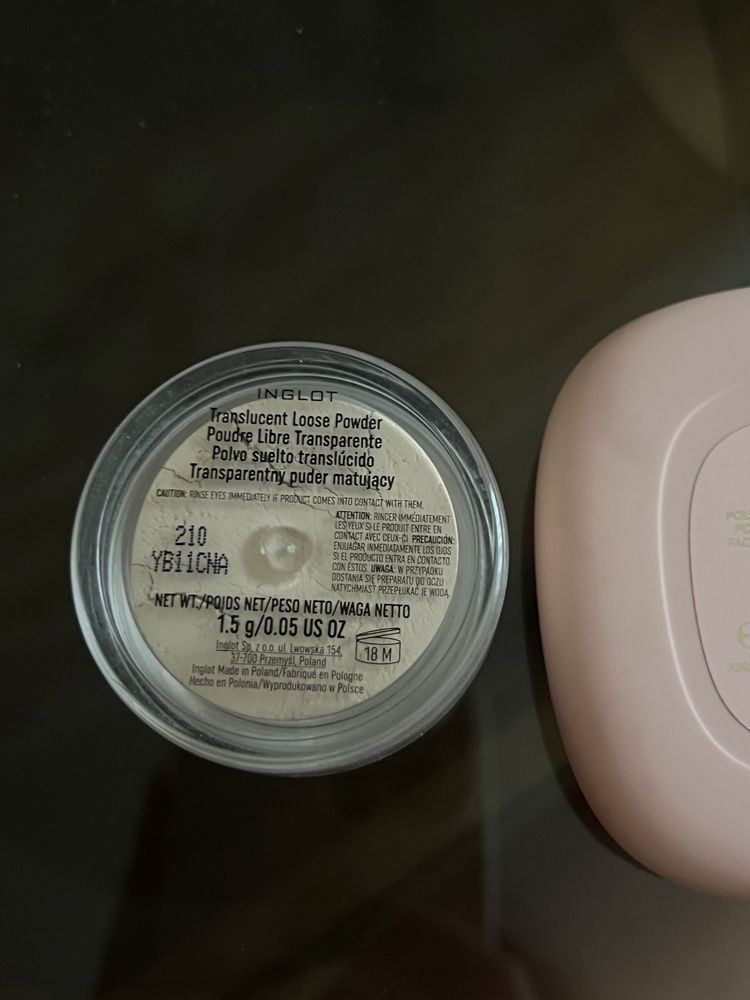 INGLOT
Translucent Loose Powder
Poudre Libre Transparente
Polvo suelto translúcido
Transparentny puder matujący
CAUTION: RINSE EYES IMMEDIATELY IF PRODUCT COMES INTO CONTACT WITH THEM.
ATTENTION: RINCER IMMÉDIATEMENT
LES YEUX SI LE PRODUIT ENTRE EN
CONTACT AVEC CEUX-CI. PRECAUCIÓN:
ENJUAGAR INMEDIATAMENTE LOS OJOS
SI EL PRODUCTO ENTRA EN CONTACTO
CON ÉSTOS. UWAGA: W PRZYPADKU
DOSTANIA SIĘ PREPARATU DO OCZU
NATYCHMIAST PRZEPŁUKAĆ JE WODĄ.
210
YB11CNA
NET WT./POIDS NET/PESO NETO/WAGA NETTO
1.5 g/0.05 US OZ
18 M
Inglot Sp. z o.o. ul. Lwowska 154,
37-700 Przemyśl, Poland
Inglot Made in Poland/Fabriqué en Pologne
Hecho en Polonia/Wyprodukowano w Polsce